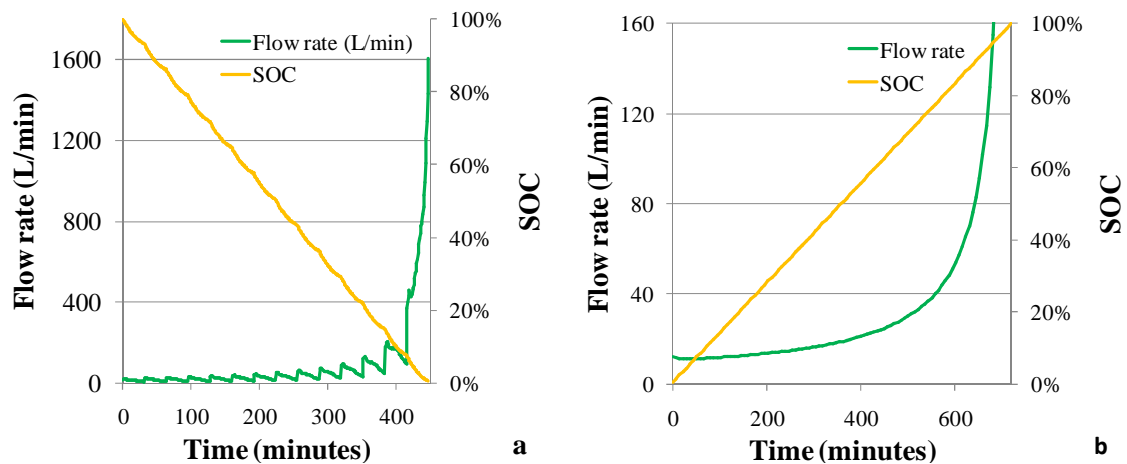 Flow rate (L/min)
1600
1200
800
400
0
Flow rate (L/min)
SOC
100%
80%
60%
40%
20%
0%
SOC
0
100
200
300
400
Time (minutes)
a
Flow rate (L/min)
160
120
80
40
0
Flow rate
SOC
100%
80%
60%
40%
20%
0%
SOC
0
200
400
600
Time (minutes)
b